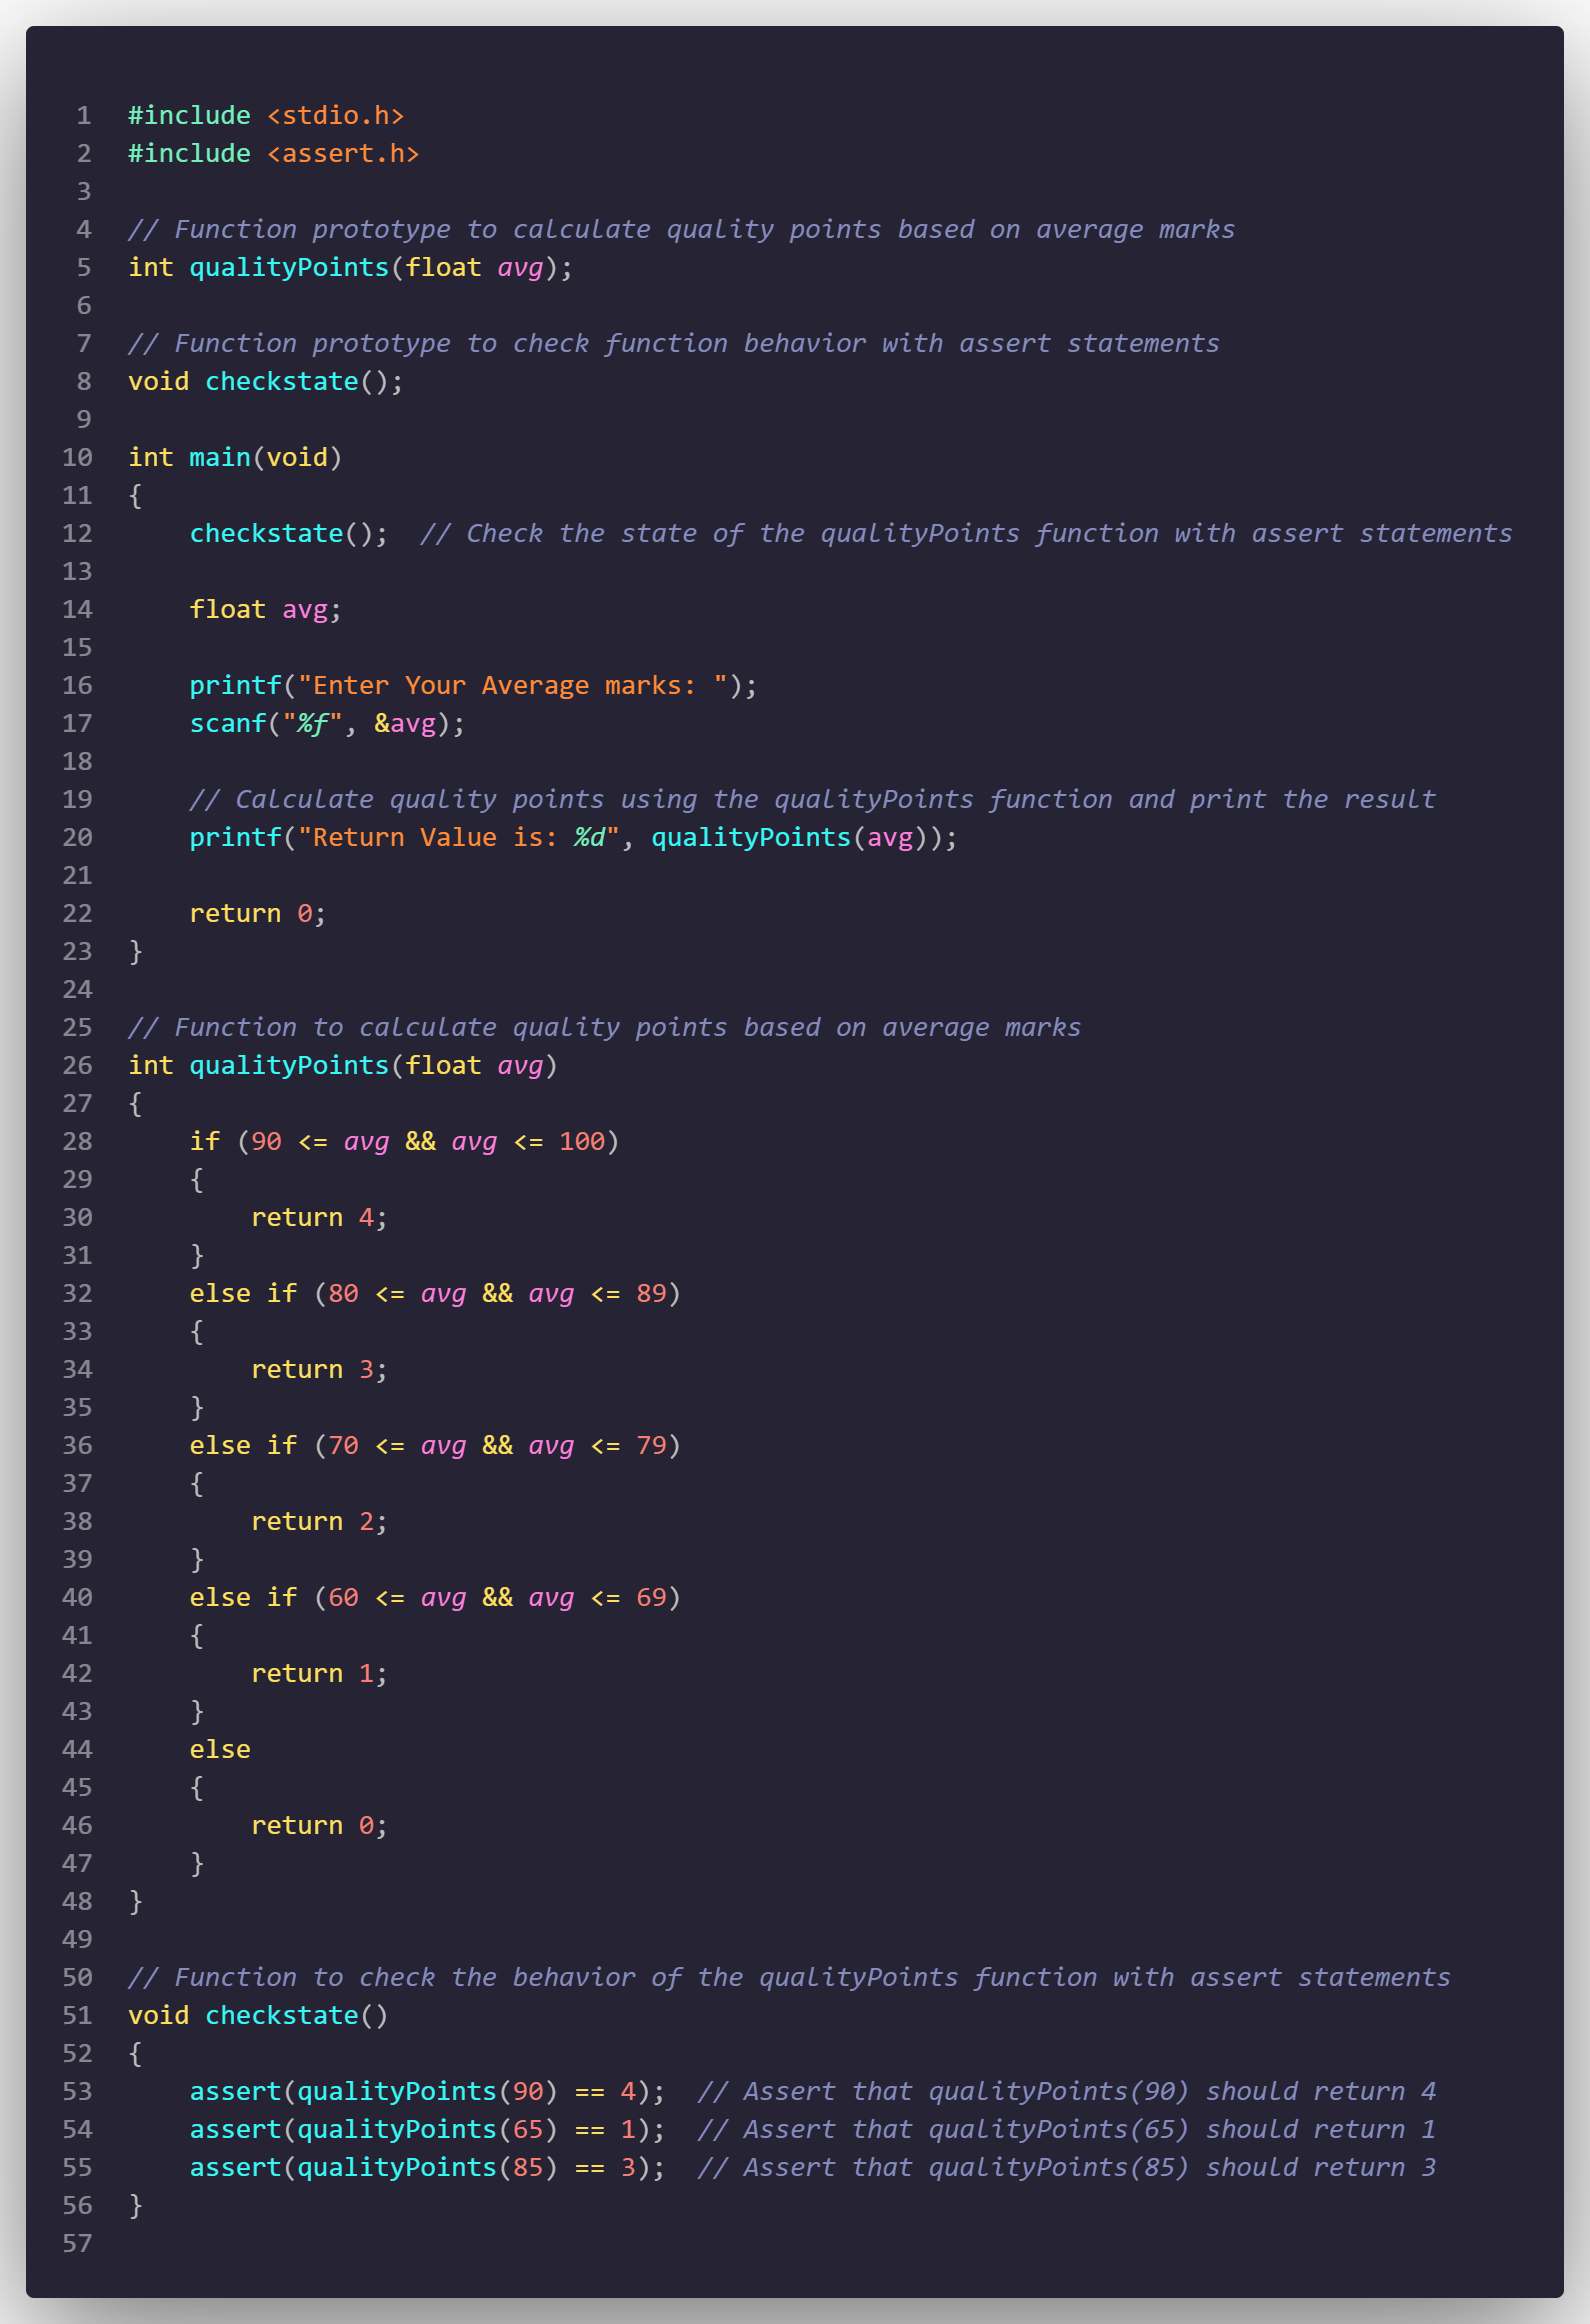 1 #include <stdio.h>
2 #include <assert.h>
3
4 // Function prototype to calculate quality points based on average marks
5 int qualityPoints(float avg);
6
7 // Function prototype to check function behavior with assert statements
8 void checkstate();
9
10 int main(void)
11 {
12     checkstate();  // Check the state of the qualityPoints function with assert statements
13
14     float avg;
15
16     printf("Enter Your Average marks: ");
17     scanf("%f", &avg);
18
19     // Calculate quality points using the qualityPoints function and print the result
20     printf("Return Value is: %d", qualityPoints(avg));
21
22     return 0;
23 }
24
25 // Function to calculate quality points based on average marks
26 int qualityPoints(float avg)
27 {
28     if (90 <= avg && avg <= 100)
29     {
30         return 4;
31     }
32     else if (80 <= avg && avg <= 89)
33     {
34         return 3;
35     }
36     else if (70 <= avg && avg <= 79)
37     {
38         return 2;
39     }
40     else if (60 <= avg && avg <= 69)
41     {
42         return 1;
43     }
44     else
45     {
46         return 0;
47     }
48 }
49
50 // Function to check the behavior of the qualityPoints function with assert statements
51 void checkstate()
52 {
53     assert(qualityPoints(90) == 4);  // Assert that qualityPoints(90) should return 4
54     assert(qualityPoints(65) == 1);  // Assert that qualityPoints(65) should return 1
55     assert(qualityPoints(85) == 3);  // Assert that qualityPoints(85) should return 3
56 }
57